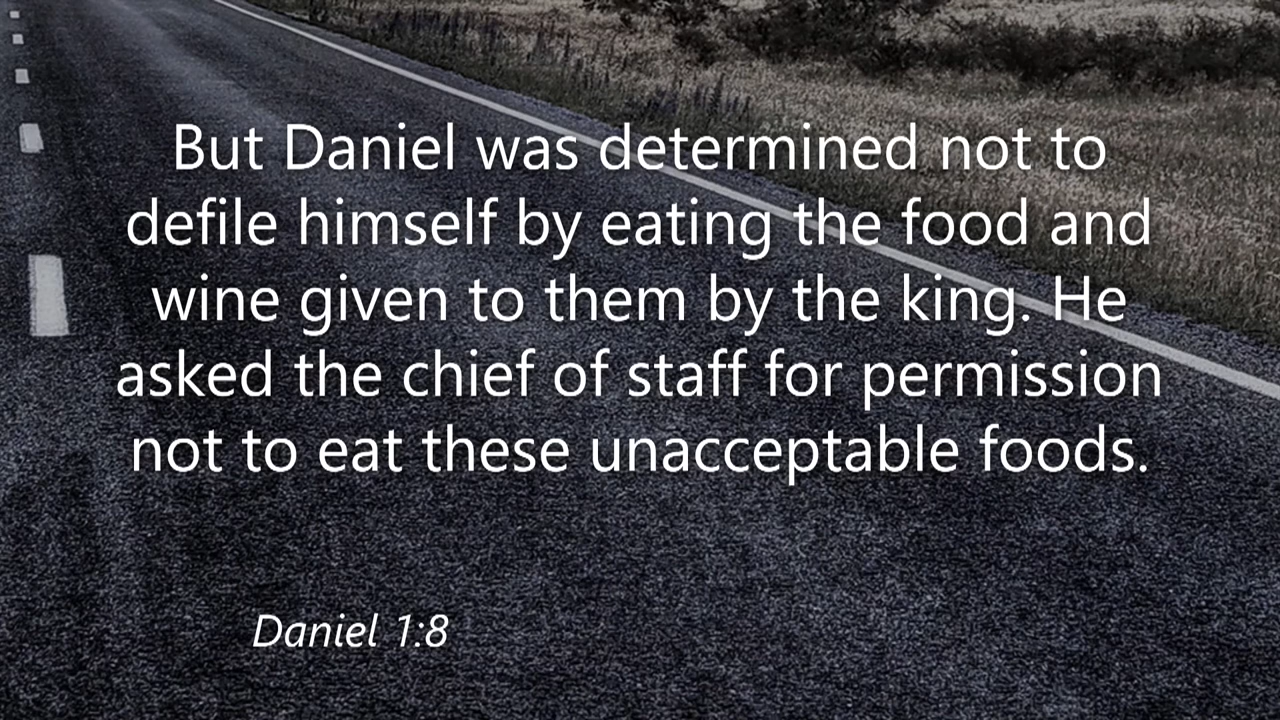 But Daniel was determined not to
defile himself by eating the food and
wine given to them by the king. He
asked the chief of staff for permission
not to eat these unacceptable foods.
Daniel 1:8